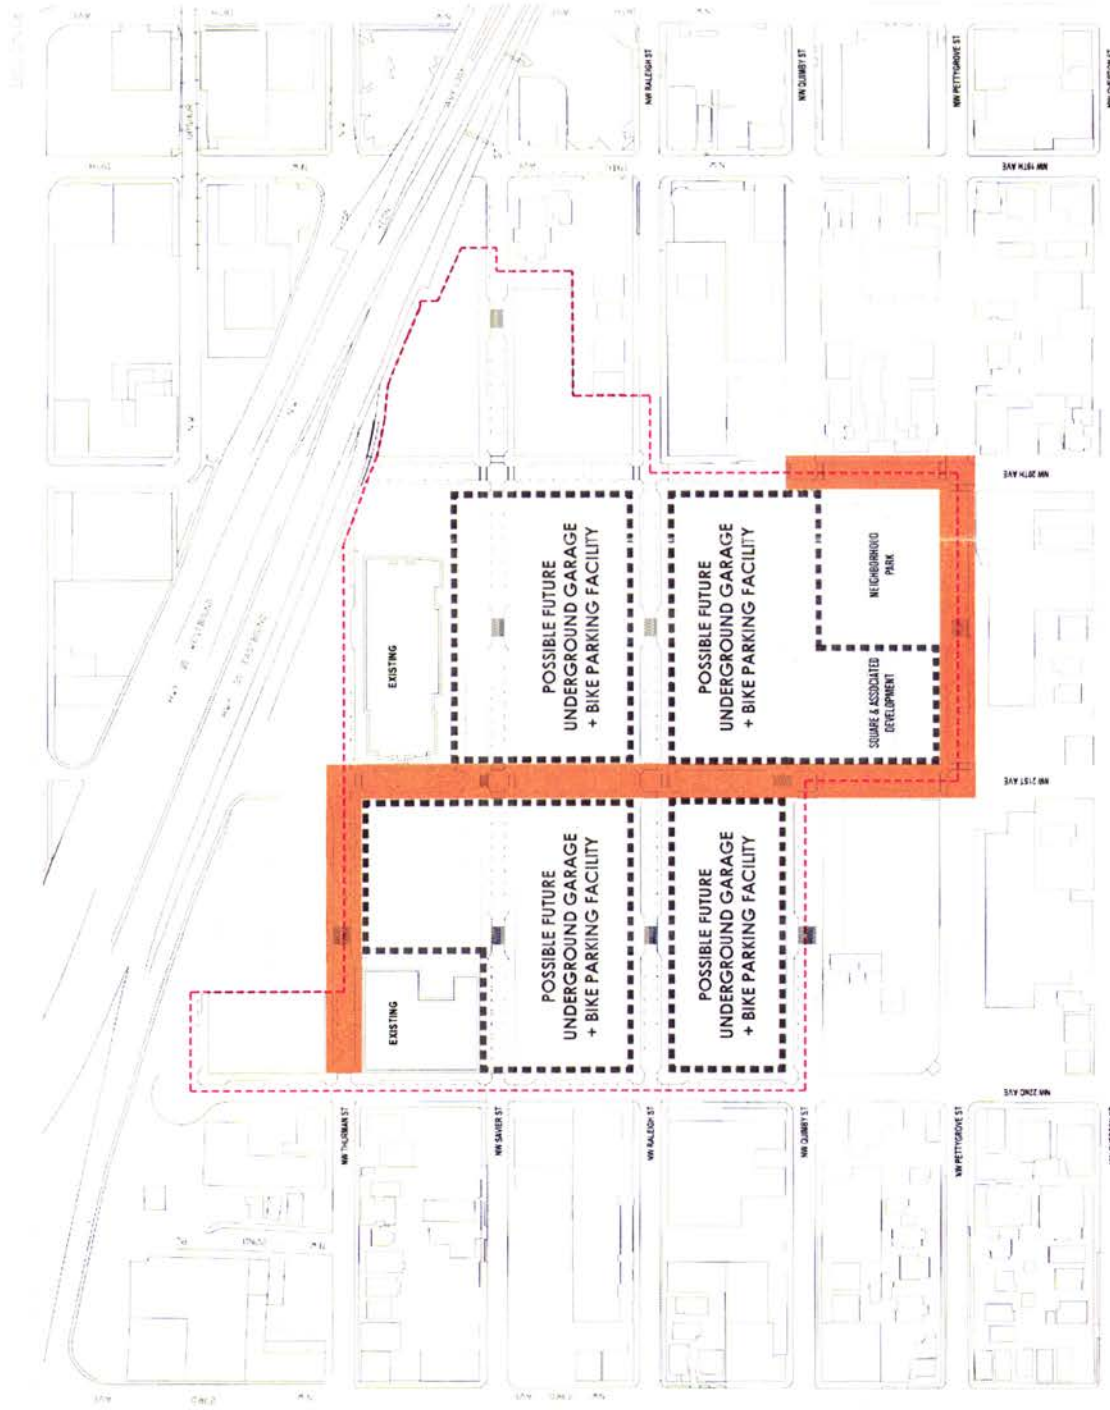 NW RALEIGH ST
NW QUIMBY ST
NW PETTYGROVE ST
NW 19TH AVE
NW 20TH AVE
NW 21ST AVE
NW 22ND AVE
EXISTING
POSSIBLE FUTURE
UNDERGROUND GARAGE
+ BIKE PARKING FACILITY
POSSIBLE FUTURE
UNDERGROUND GARAGE
+ BIKE PARKING FACILITY
NEIGHBORHOOD
PARK
SQUARE & ASSOCIATED
DEVELOPMENT
EXISTING
POSSIBLE FUTURE
UNDERGROUND GARAGE
+ BIKE PARKING FACILITY
POSSIBLE FUTURE
UNDERGROUND GARAGE
+ BIKE PARKING FACILITY
NW THURMAN ST
NW SAVIER ST
NW RALEIGH ST
NW QUIMBY ST
NW PETTYGROVE ST